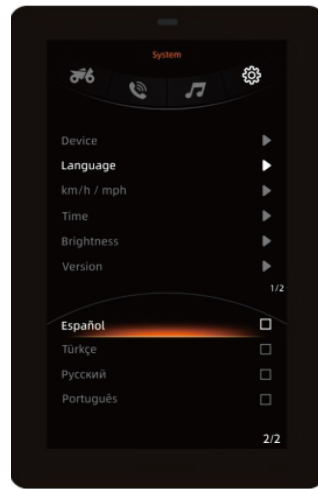 System
Device
Language
km/h / mph
Time
Brightness
Version
1/2
Español
Türkçe
Русский
Português
2/2